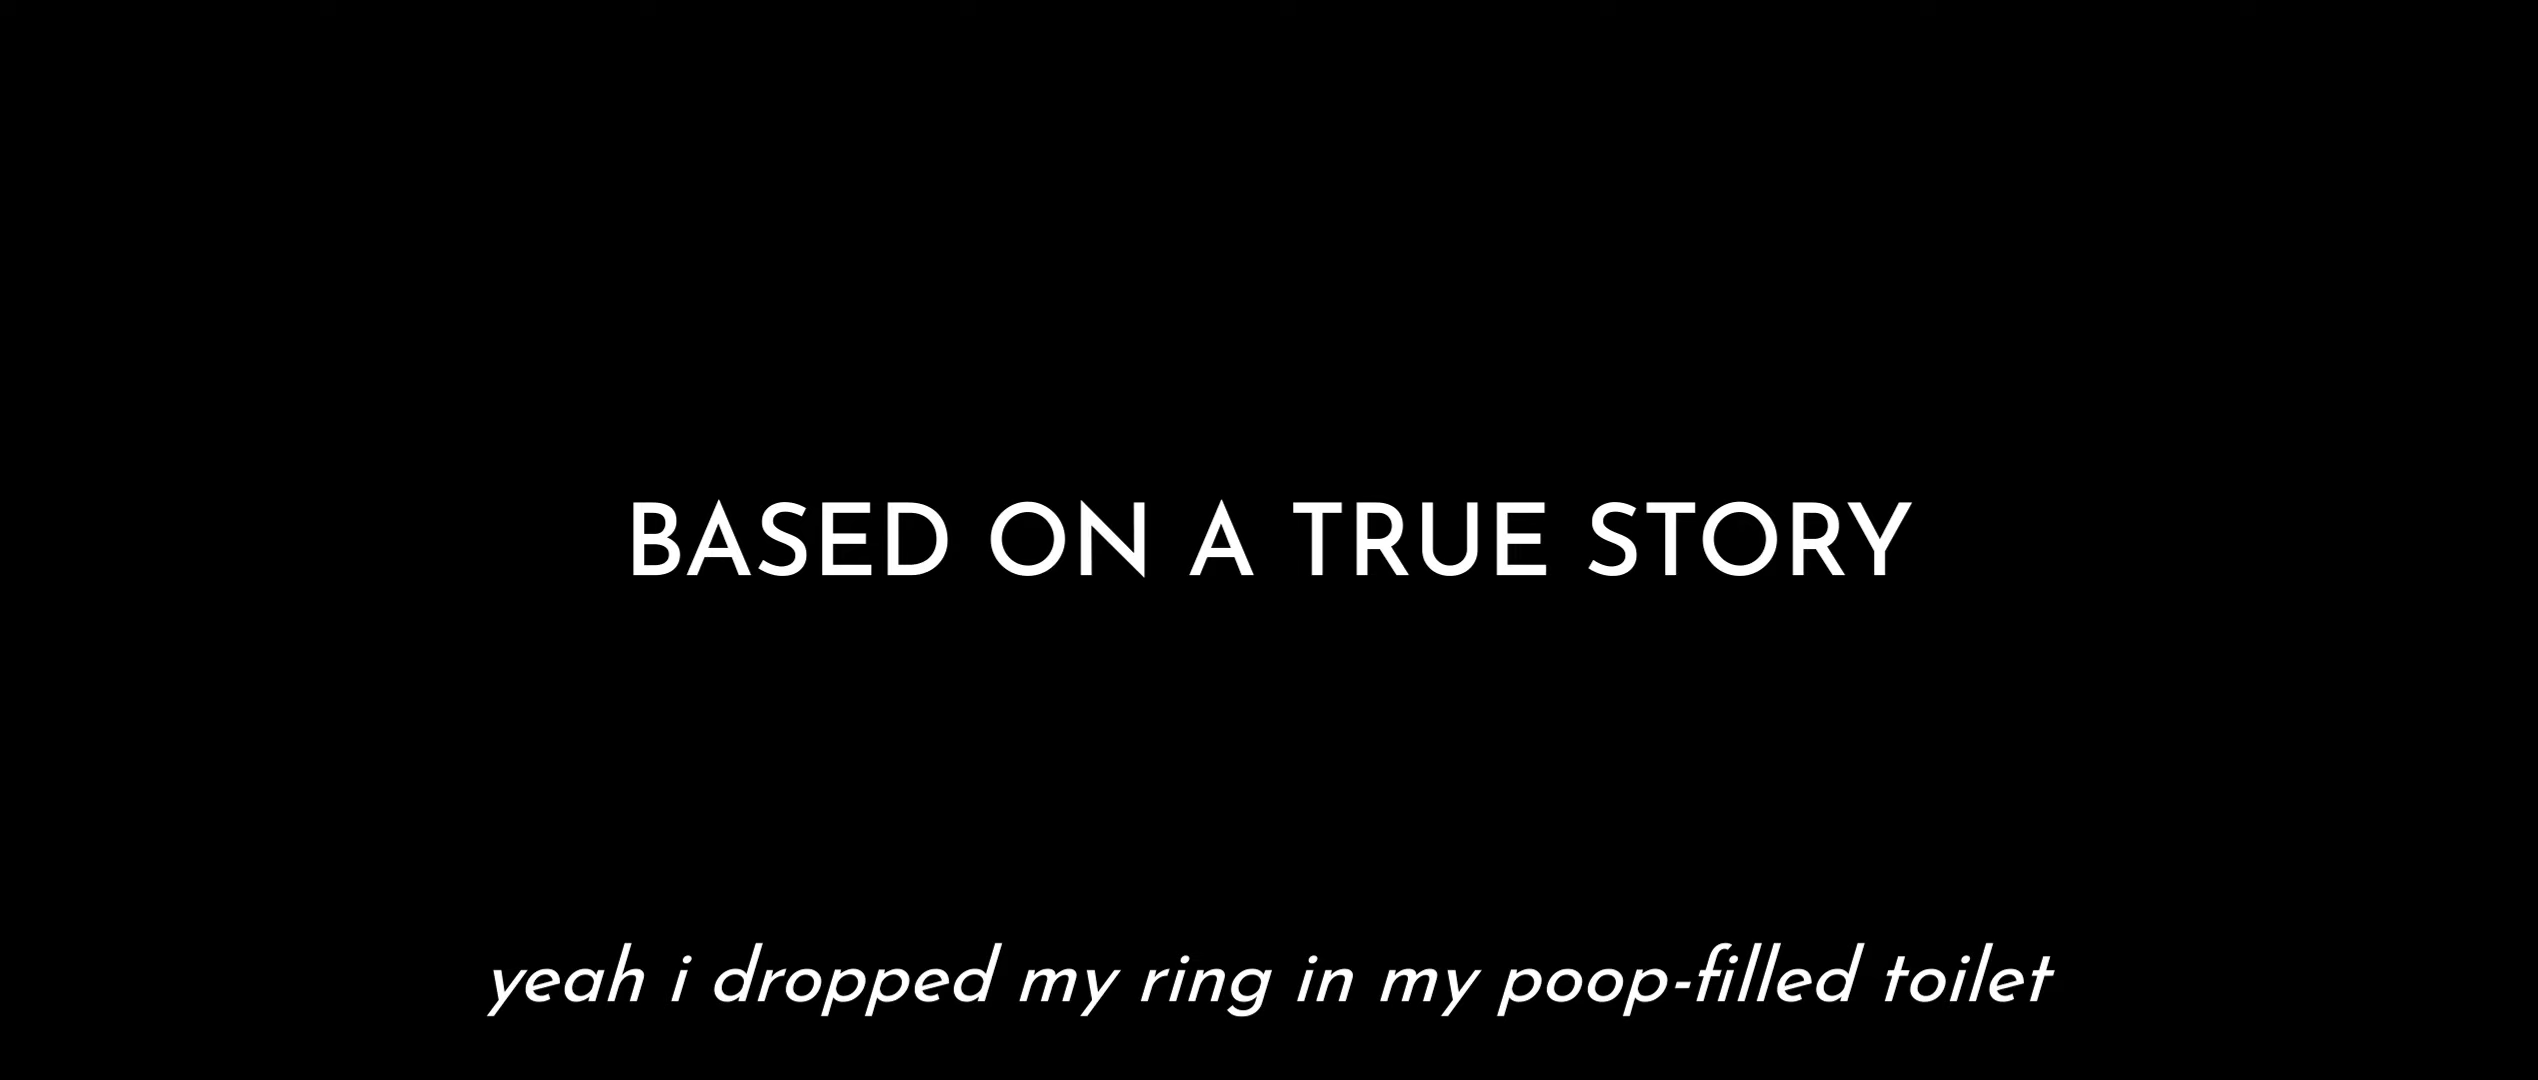 BASED ON A TRUE STORY
yeah i dropped my ring in my poop-filled toilet